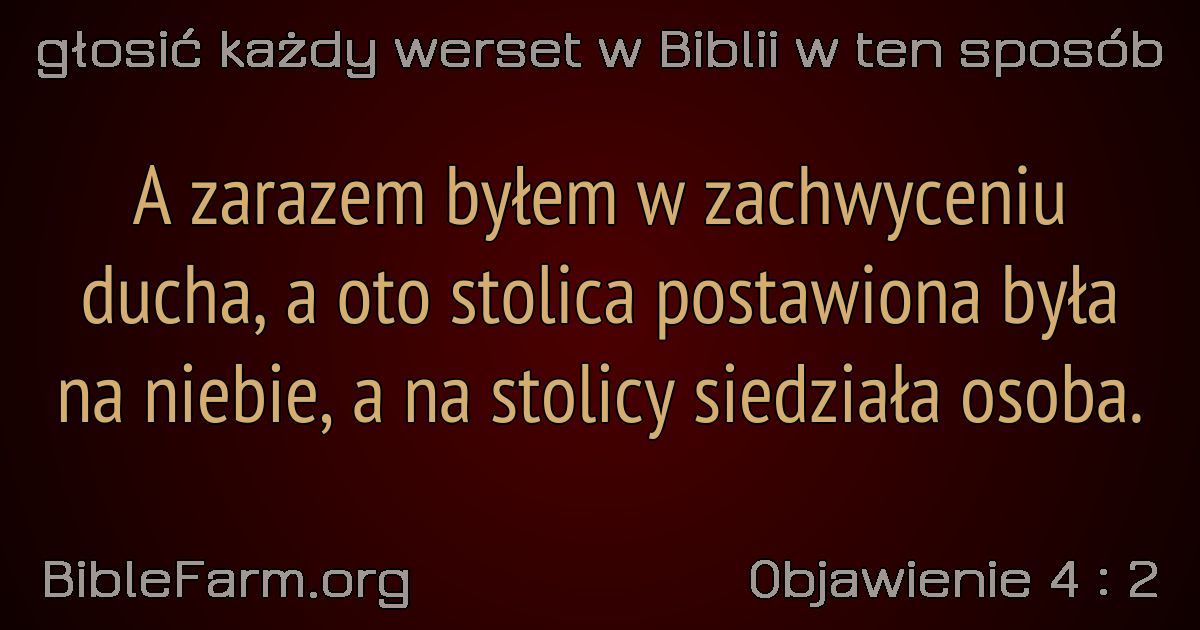 głosić każdy werset w Biblii w ten sposób
A zarazem byłem w zachwyceniu
ducha, a oto stolica postawiona była
na niebie, a na stolicy siedziała osoba.
BibleFarm.org
Objawienie 4 : 2